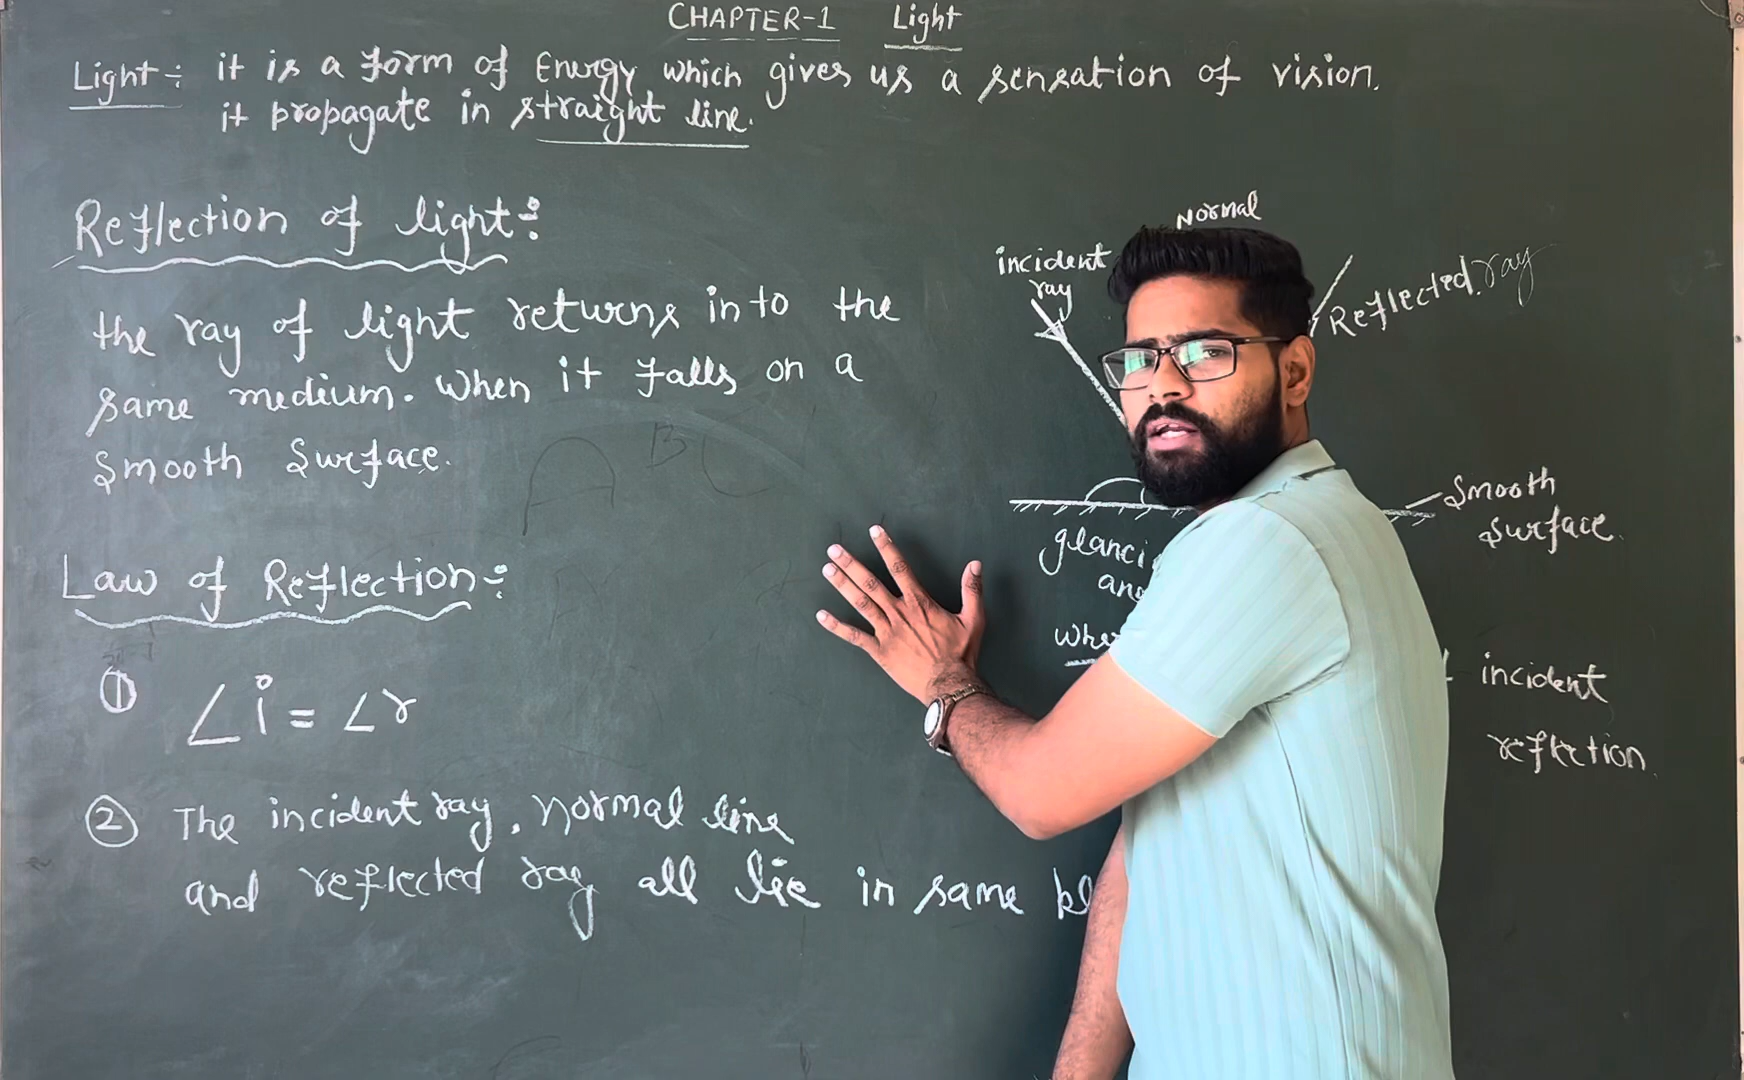 CHAPTER-1 Light
Light :- it is a form of Energy which gives us a sensation of vision.
it propagate in straight line.
Reflection of light :-
the ray of light returns in to the
same medium. When it falls on a
Smooth Surface.
Law of Reflection :-
① ∠i = ∠r
② The incident ray, normal line
and reflected ray all lie in same
Normal
incident
ray
Reflected ray
Smooth
Surface.
incident
reflection.